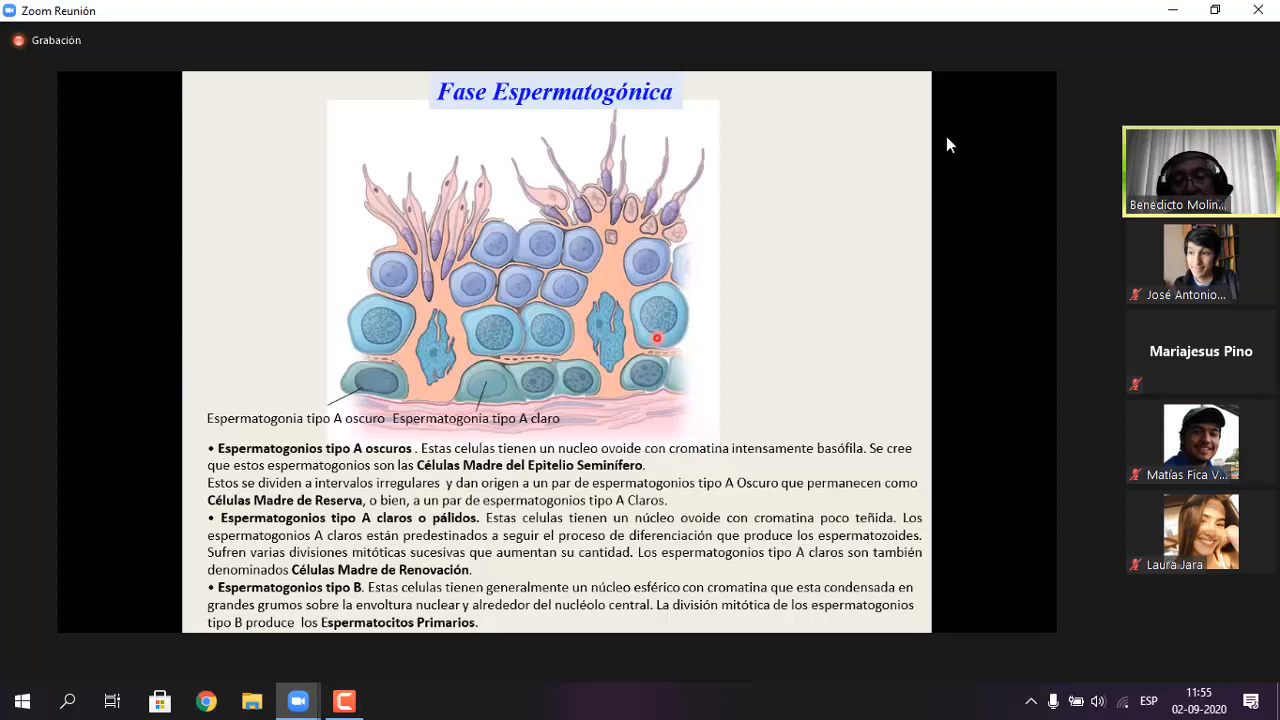 Zoom Reunión
Grabación
Fase Espermatogónica
Espermatogonia tipo A oscuro Espermatogonia tipo A claro
• Espermatogonios tipo A oscuros . Estas celulas tienen un nucleo ovoide con cromatina intensamente basófila. Se cree
que estos espermatogonios son las Células Madre del Epitelio Seminífero.
Estos se dividen a intervalos irregulares y dan origen a un par de espermatogonios tipo A Oscuro que permanecen como
Células Madre de Reserva, o bien, a un par de espermatogonios tipo A Claros.
• Espermatogonios tipo A claros o pálidos. Estas celulas tienen un núcleo ovoide con cromatina poco teñida. Los
espermatogonios A claros están predestinados a seguir el proceso de diferenciación que produce los espermatozoides.
Sufren varias divisiones mitóticas sucesivas que aumentan su cantidad. Los espermatogonios tipo A claros son también
denominados Células Madre de Renovación.
• Espermatogonios tipo B. Estas celulas tienen generalmente un núcleo esférico con cromatina que esta condensada en
grandes grumos sobre la envoltura nuclear y alrededor del nucléolo central. La división mitótica de los espermatogonios
tipo B produce los Espermatocitos Primarios.
Benedicto Molin...
José Antonio...
Mariajesus Pino
Matías Fica V...
Laura Jara
ESP
11:55
02-09-2020